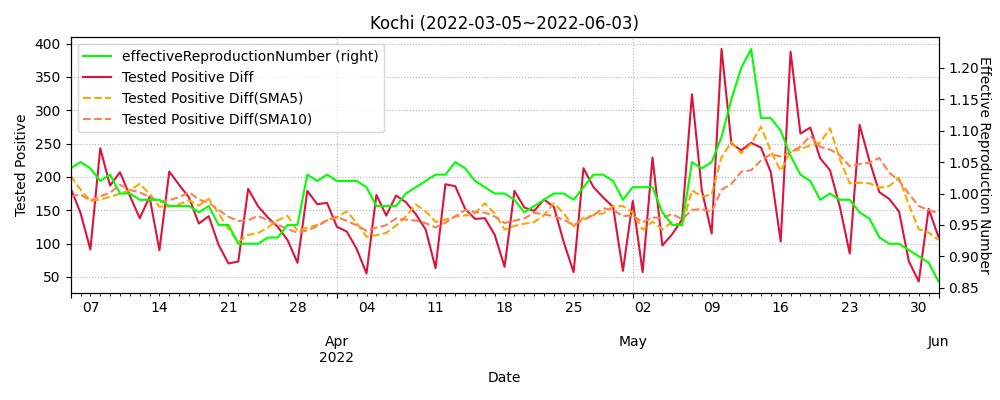 Kochi (2022-03-05~2022-06-03)
effectiveReproductionNumber (right)
Tested Positive Diff
Tested Positive Diff(SMA5)
Tested Positive Diff(SMA10)
Tested Positive
400
350
300
250
200
150
100
50
Effective Reproduction Number
1.20
1.15
1.10
1.05
1.00
0.95
0.90
0.85
07 14 21 28 04 11 18 25 02 09 16 23 30
Apr May Jun
2022
Date